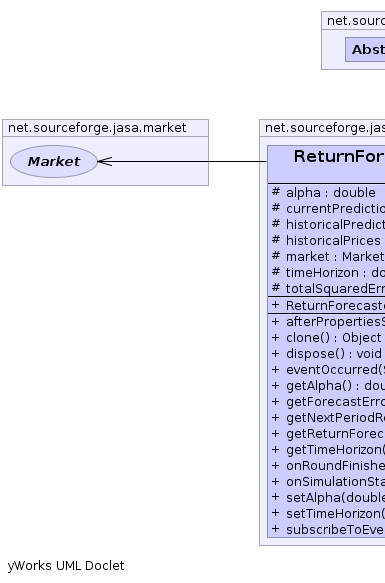 net.sourc
Abst
net.sourceforge.jasa.market
Market
net.sourceforge.jas
ReturnFor
# alpha : double
# currentPredictio
# historicalPredict
# historicalPrices
# market : Market
# timeHorizon : do
# totalSquaredErr
+ ReturnForecaste
+ afterPropertiesS
+ clone() : Object
+ dispose() : void
+ eventOccurred(S
+ getAlpha() : dou
+ getForecastErro
+ getNextPeriodRe
+ getReturnForec
+ getTimeHorizon(
+ onRoundFinishe
+ onSimulationSta
+ setAlpha(double
+ setTimeHorizon(
+ subscribeToEve
yWorks UML Doclet